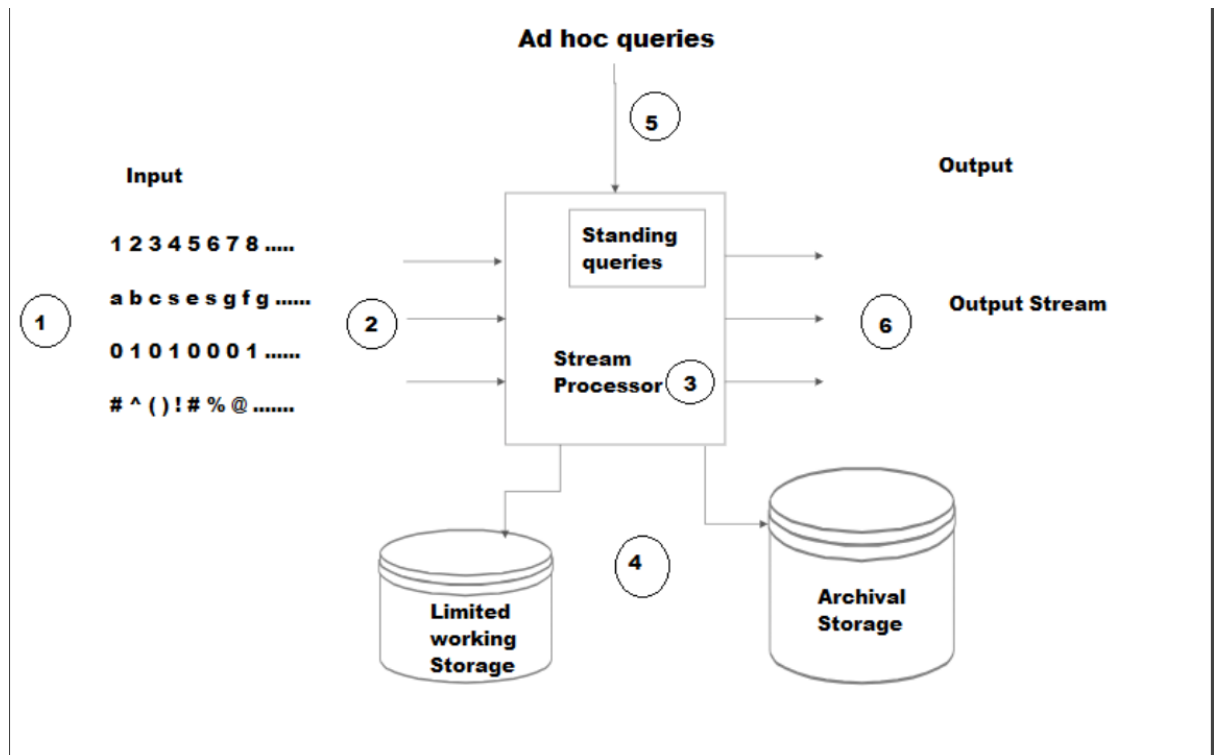 Ad hoc queries
5
Input
Output
1 2 3 4 5 6 7 8 .....
Standing
queries
a b c s e s g f g ......
Output Stream
1
2
6
0 1 0 1 0 0 0 1 ......
Stream
Processor
3
# ^ ( ) ! # % @ .......
4
Limited
working
Storage
Archival
Storage